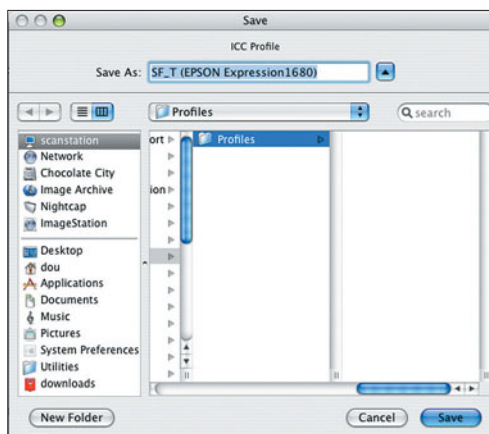 Save
ICC Profile
Save As: SF_T (EPSON Expression1680)
Profiles
search
scanstation
Network
Chocolate City
Image Archive
Nightcap
ImageStation
Desktop
dou
Applications
Documents
Music
Pictures
System Preferences
Utilities
downloads
ort
ion
Profiles
New Folder
Cancel
Save